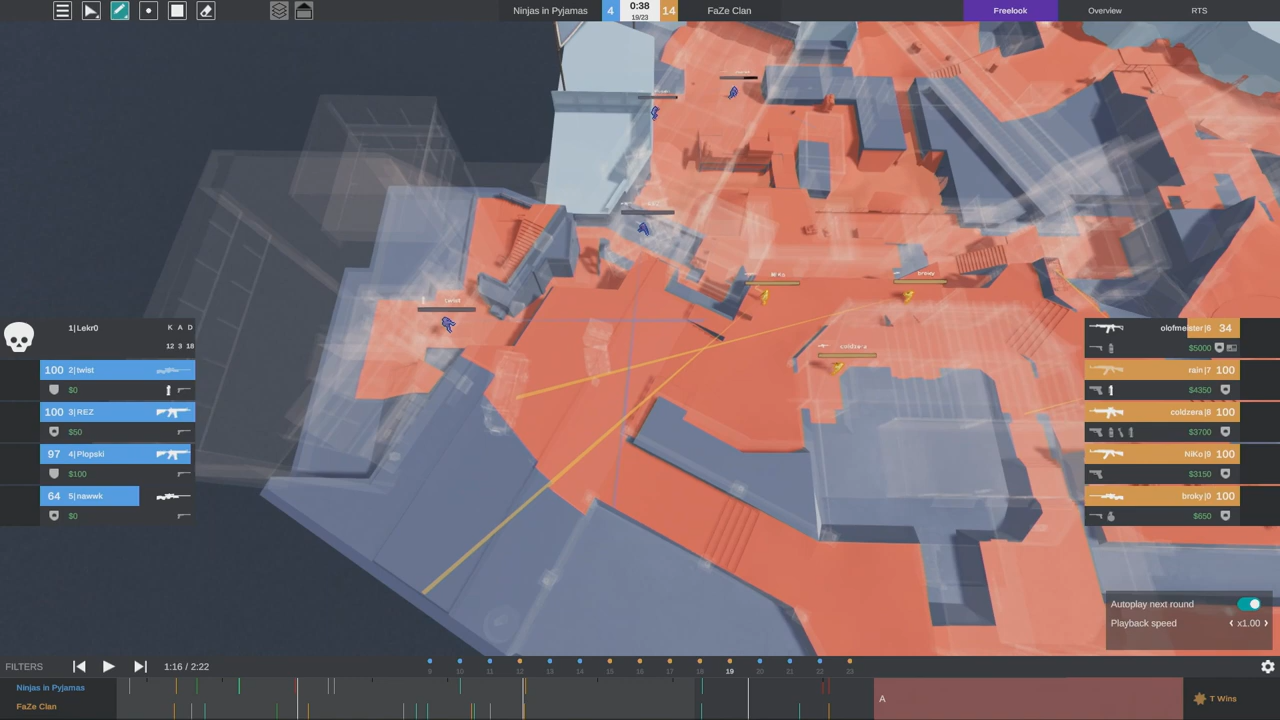 Ninjas in Pyjamas 4 0:38 14 FaZe Clan
19/23
Freelook Overview RTS
NiKo
broky
twist
coldzera
1|Lekr0 K A D
12 3 18
100 2|twist
$0
100 3|REZ
$50
97 4|Plopski
$100
64 5|nawwk
$0
olofmeister|6 34
$5000
rain|7 100
$4350
coldzera|8 100
$3700
NiKo|9 100
$3150
broky|0 100
$650
Autoplay next round
Playback speed x1.00
FILTERS 1:16 / 2:22
9 10 11 12 13 14 15 16 17 18 19 20 21 22 23
Ninjas in Pyjamas
FaZe Clan
A
T Wins